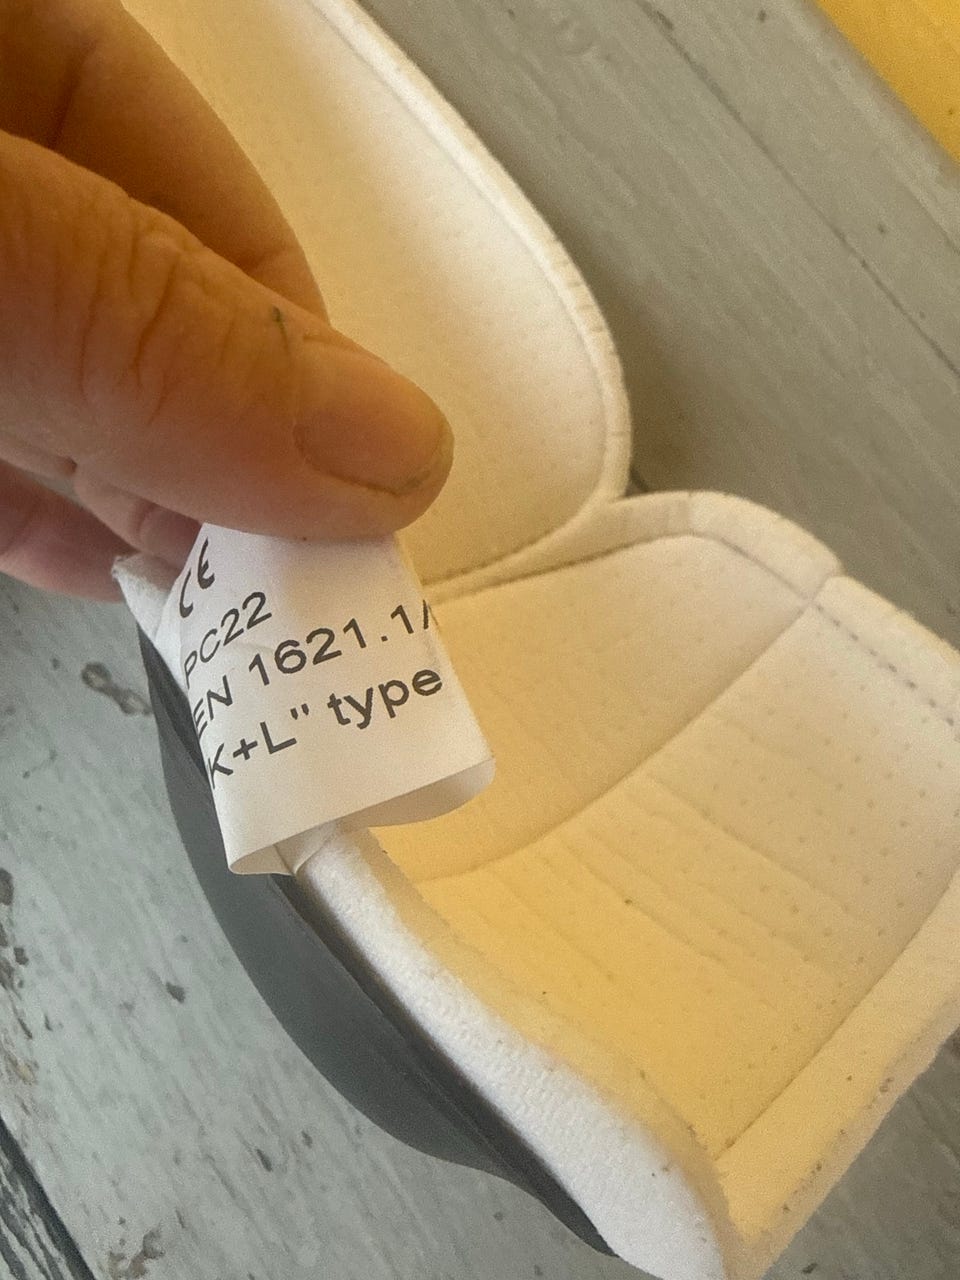 CE
PC22
EN 1621.1/
K+L" type